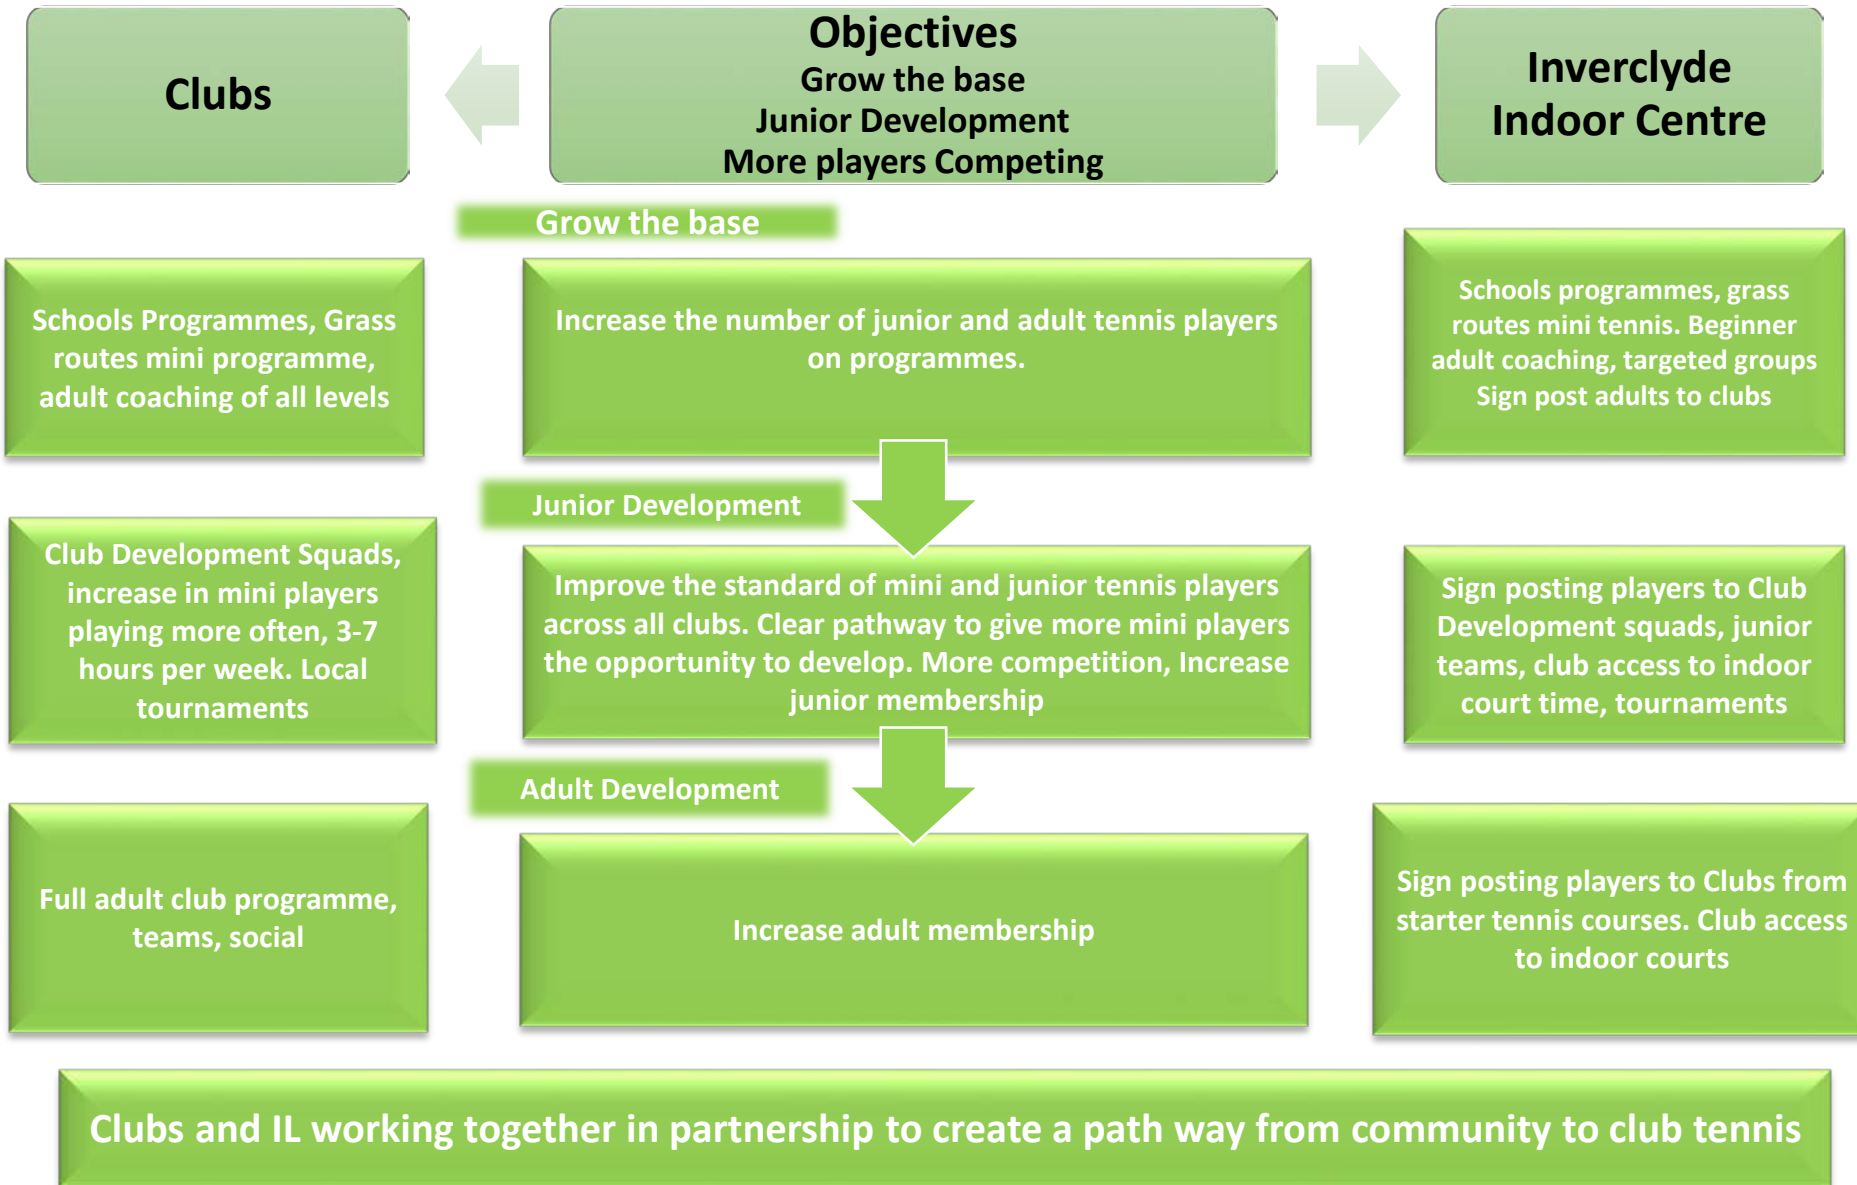 Clubs
Objectives
Grow the base
Junior Development
More players Competing
Inverclyde
Indoor Centre
Grow the base
Schools Programmes, Grass
routes mini programme,
adult coaching of all levels
Increase the number of junior and adult tennis players
on programmes.
Schools programmes, grass
routes mini tennis. Beginner
adult coaching, targeted groups
Sign post adults to clubs
Junior Development
Club Development Squads,
increase in mini players
playing more often, 3-7
hours per week. Local
tournaments
Improve the standard of mini and junior tennis players
across all clubs. Clear pathway to give more mini players
the opportunity to develop. More competition, Increase
junior membership
Sign posting players to Club
Development squads, junior
teams, club access to indoor
court time, tournaments
Adult Development
Full adult club programme,
teams, social
Increase adult membership
Sign posting players to Clubs from
starter tennis courses. Club access
to indoor courts
Clubs and IL working together in partnership to create a path way from community to club tennis